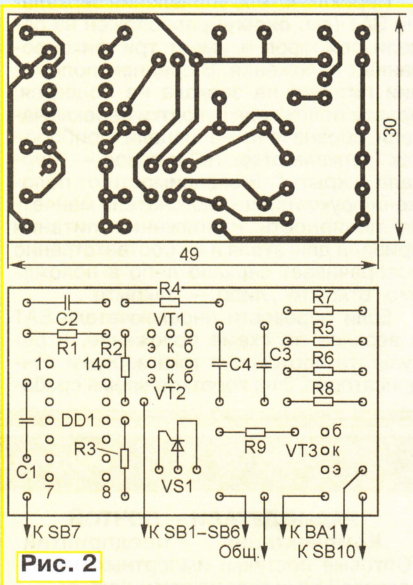 30
49
C2
R4
VT1
R7
R1
R2
э к б
R5
1
14
C4
C3
R6
VT2
R8
DD1
R9
б
VT3
к
э
C1
R3
VS1
7
8
К SB7
К SB1–SB6
Общ.
К BA1
К SB10
Рис. 2